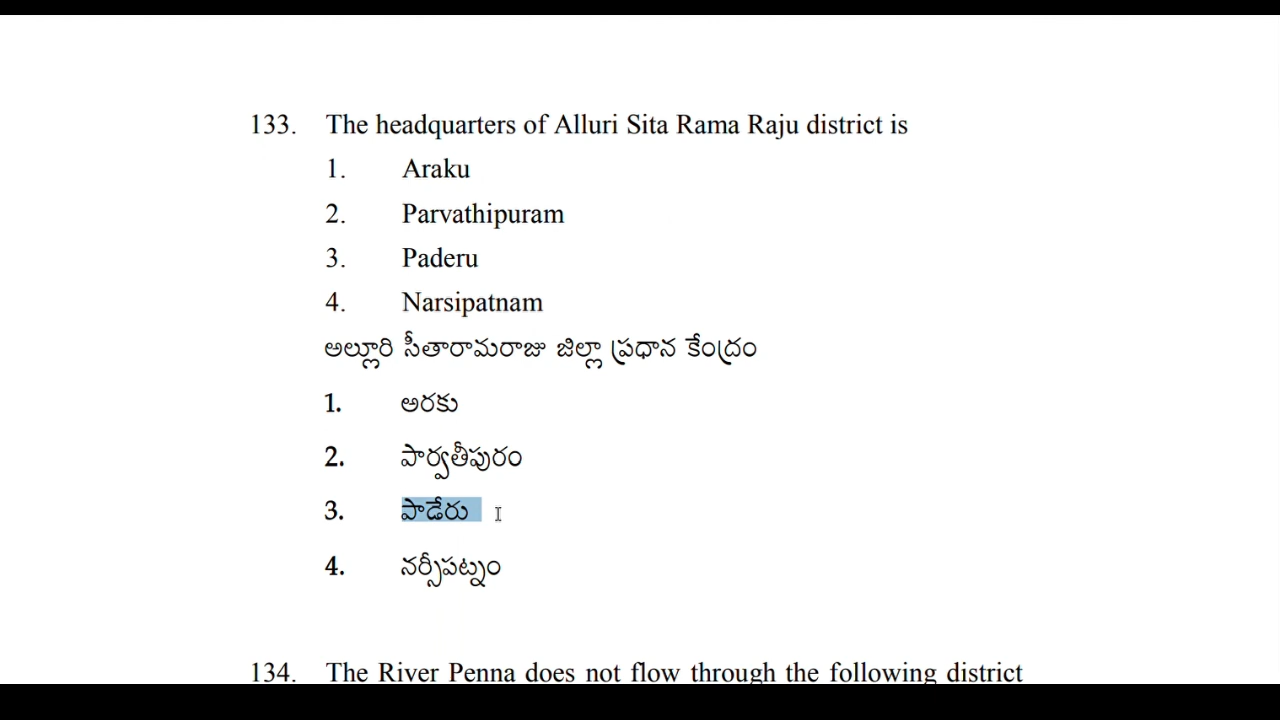 133. The headquarters of Alluri Sita Rama Raju district is
1. Araku
2. Parvathipuram
3. Paderu
4. Narsipatnam
అల్లూరి సీతారామరాజు జిల్లా ప్రధాన కేంద్రం
1. అరకు
2. పార్వతీపురం
3. పాడేరు
4. నర్సీపట్నం
134. The River Penna does not flow through the following district